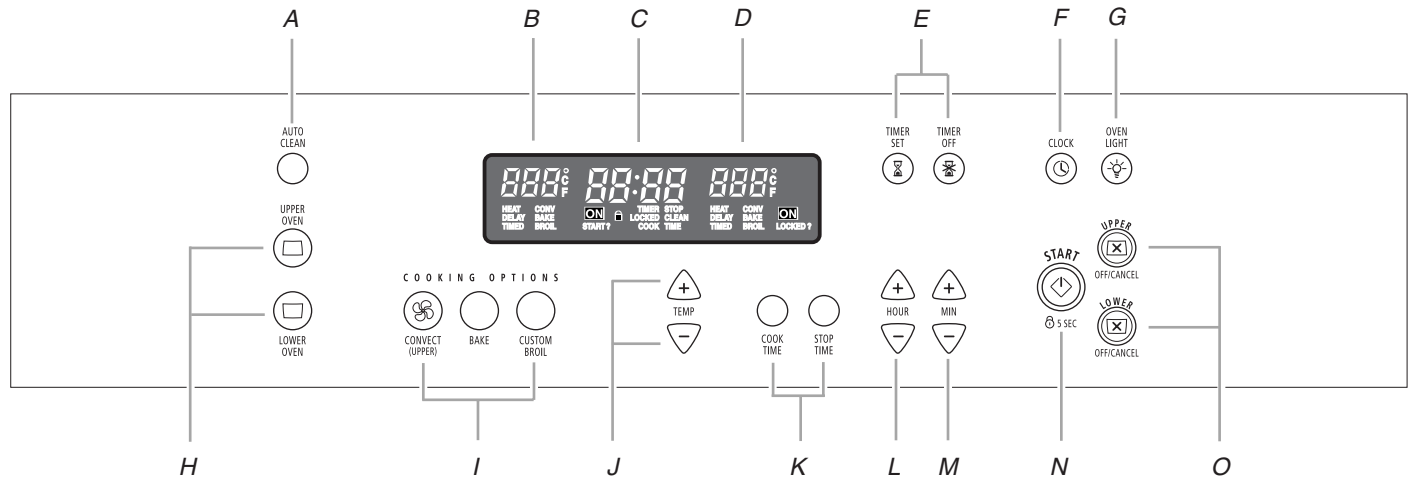 A B C D E F G
AUTO
CLEAN
TIMER
SET
TIMER
OFF
CLOCK
OVEN
LIGHT
888 °C F 88:88 888 °C F
HEAT CONV
DELAY BAKE
TIMED BROIL
ON
START?
TIMER STOP
LOCKED CLEAN
COOK TIME
HEAT CONV
DELAY BAKE
TIMED BROIL
ON
LOCKED?
UPPER
OVEN
LOWER
OVEN
COOKING OPTIONS
CONVECT
(UPPER)
BAKE
CUSTOM
BROIL
+
TEMP
−
COOK
TIME
STOP
TIME
+
HOUR
−
+
MIN
−
START
5 SEC
UPPER
X
OFF/CANCEL
LOWER
X
OFF/CANCEL
H I J K L M N O